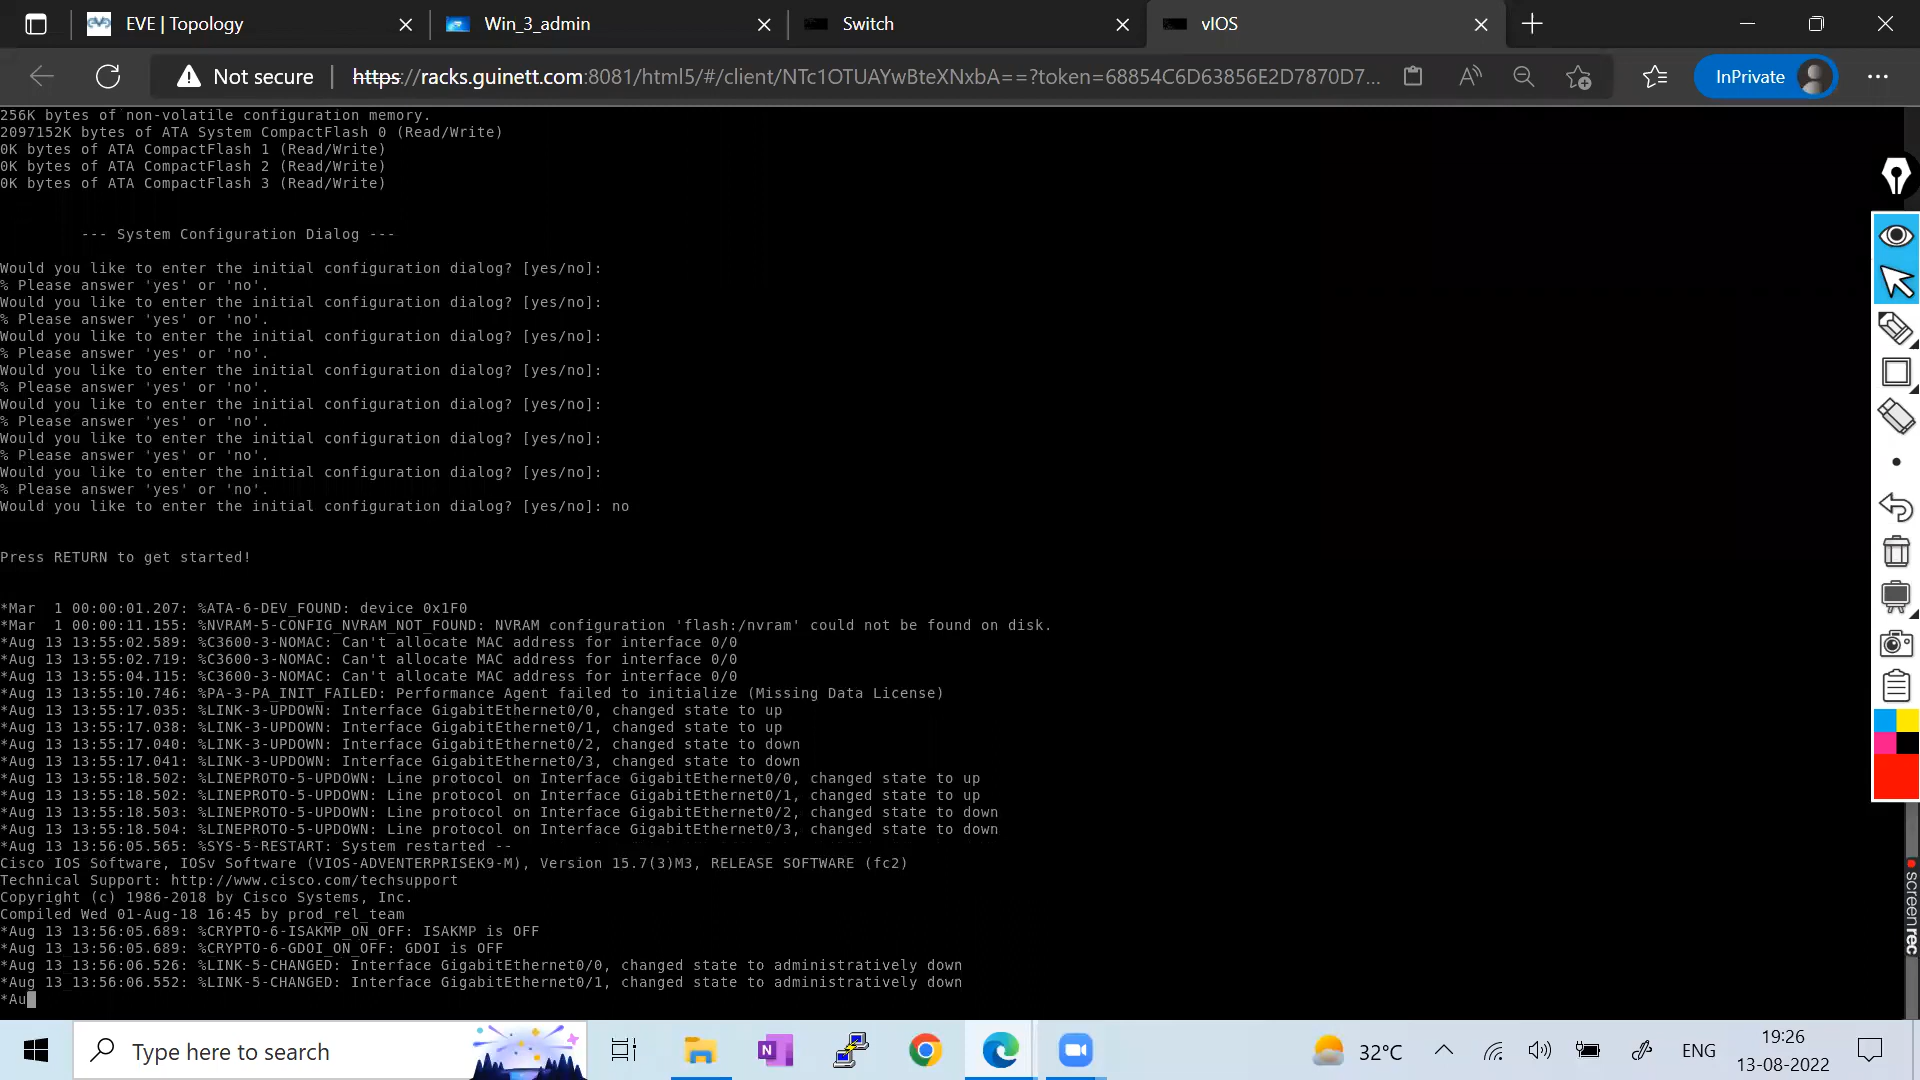 EVE | Topology
Win_3_admin
Switch
vIOS
Not secure
https://racks.guinett.com:8081/html5/#/client/NTc1OTUAYwBteXNxbA==?token=68854C6D63856E2D7870D7...
InPrivate
256K bytes of non-volatile configuration memory.
2097152K bytes of ATA System CompactFlash 0 (Read/Write)
0K bytes of ATA CompactFlash 1 (Read/Write)
0K bytes of ATA CompactFlash 2 (Read/Write)
0K bytes of ATA CompactFlash 3 (Read/Write)
--- System Configuration Dialog ---
Would you like to enter the initial configuration dialog? [yes/no]:
% Please answer 'yes' or 'no'.
Would you like to enter the initial configuration dialog? [yes/no]:
% Please answer 'yes' or 'no'.
Would you like to enter the initial configuration dialog? [yes/no]:
% Please answer 'yes' or 'no'.
Would you like to enter the initial configuration dialog? [yes/no]:
% Please answer 'yes' or 'no'.
Would you like to enter the initial configuration dialog? [yes/no]:
% Please answer 'yes' or 'no'.
Would you like to enter the initial configuration dialog? [yes/no]:
% Please answer 'yes' or 'no'.
Would you like to enter the initial configuration dialog? [yes/no]:
% Please answer 'yes' or 'no'.
Would you like to enter the initial configuration dialog? [yes/no]: no
Press RETURN to get started!
*Mar  1 00:00:01.207: %ATA-6-DEV_FOUND: device 0x1F0
*Mar  1 00:00:11.155: %NVRAM-5-CONFIG_NVRAM_NOT_FOUND: NVRAM configuration 'flash:/nvram' could not be found on disk.
*Aug 13 13:55:02.589: %C3600-3-NOMAC: Can't allocate MAC address for interface 0/0
*Aug 13 13:55:02.719: %C3600-3-NOMAC: Can't allocate MAC address for interface 0/0
*Aug 13 13:55:04.115: %C3600-3-NOMAC: Can't allocate MAC address for interface 0/0
*Aug 13 13:55:10.746: %PA-3-PA_INIT_FAILED: Performance Agent failed to initialize (Missing Data License)
*Aug 13 13:55:17.035: %LINK-3-UPDOWN: Interface GigabitEthernet0/0, changed state to up
*Aug 13 13:55:17.038: %LINK-3-UPDOWN: Interface GigabitEthernet0/1, changed state to up
*Aug 13 13:55:17.040: %LINK-3-UPDOWN: Interface GigabitEthernet0/2, changed state to down
*Aug 13 13:55:17.041: %LINK-3-UPDOWN: Interface GigabitEthernet0/3, changed state to down
*Aug 13 13:55:18.502: %LINEPROTO-5-UPDOWN: Line protocol on Interface GigabitEthernet0/0, changed state to up
*Aug 13 13:55:18.502: %LINEPROTO-5-UPDOWN: Line protocol on Interface GigabitEthernet0/1, changed state to up
*Aug 13 13:55:18.503: %LINEPROTO-5-UPDOWN: Line protocol on Interface GigabitEthernet0/2, changed state to down
*Aug 13 13:55:18.504: %LINEPROTO-5-UPDOWN: Line protocol on Interface GigabitEthernet0/3, changed state to down
*Aug 13 13:56:05.565: %SYS-5-RESTART: System restarted --
Cisco IOS Software, IOSv Software (VIOS-ADVENTERPRISEK9-M), Version 15.7(3)M3, RELEASE SOFTWARE (fc2)
Technical Support: http://www.cisco.com/techsupport
Copyright (c) 1986-2018 by Cisco Systems, Inc.
Compiled Wed 01-Aug-18 16:45 by prod_rel_team
*Aug 13 13:56:05.689: %CRYPTO-6-ISAKMP_ON_OFF: ISAKMP is OFF
*Aug 13 13:56:05.689: %CRYPTO-6-GDOI_ON_OFF: GDOI is OFF
*Aug 13 13:56:06.526: %LINK-5-CHANGED: Interface GigabitEthernet0/0, changed state to administratively down
*Aug 13 13:56:06.552: %LINK-5-CHANGED: Interface GigabitEthernet0/1, changed state to administratively down
*Au
screenrec
Type here to search
32°C
ENG
19:26
13-08-2022